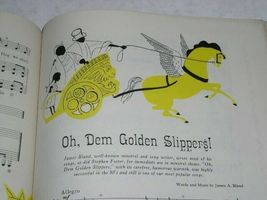 Oh, Dem Golden Slippers!
James Bland, well-known minstrel and song writer, wrote most of his
songs, as did Stephen Foster, for immediate use in minstrel shows. "Oh,
Dem Golden Slippers," with its carefree, humorous warmth, was highly
successful in the 80's and still is one of our most popular songs.
Words and Music by James A. Bland
Allegro